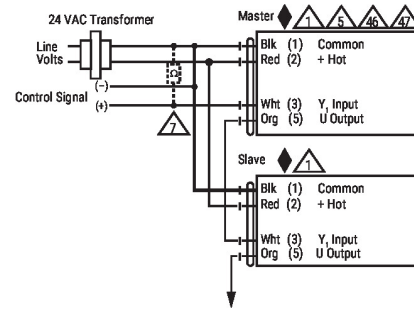 24 VAC Transformer
Master 1 5 46 47
Line
Volts
Blk (1) Common
Red (2) + Hot
Ω
(–)
Control Signal
(+)
Wht (3) Y₁ Input
Org (5) U Output
7
Slave 1
Blk (1) Common
Red (2) + Hot
Wht (3) Y₁ Input
Org (5) U Output